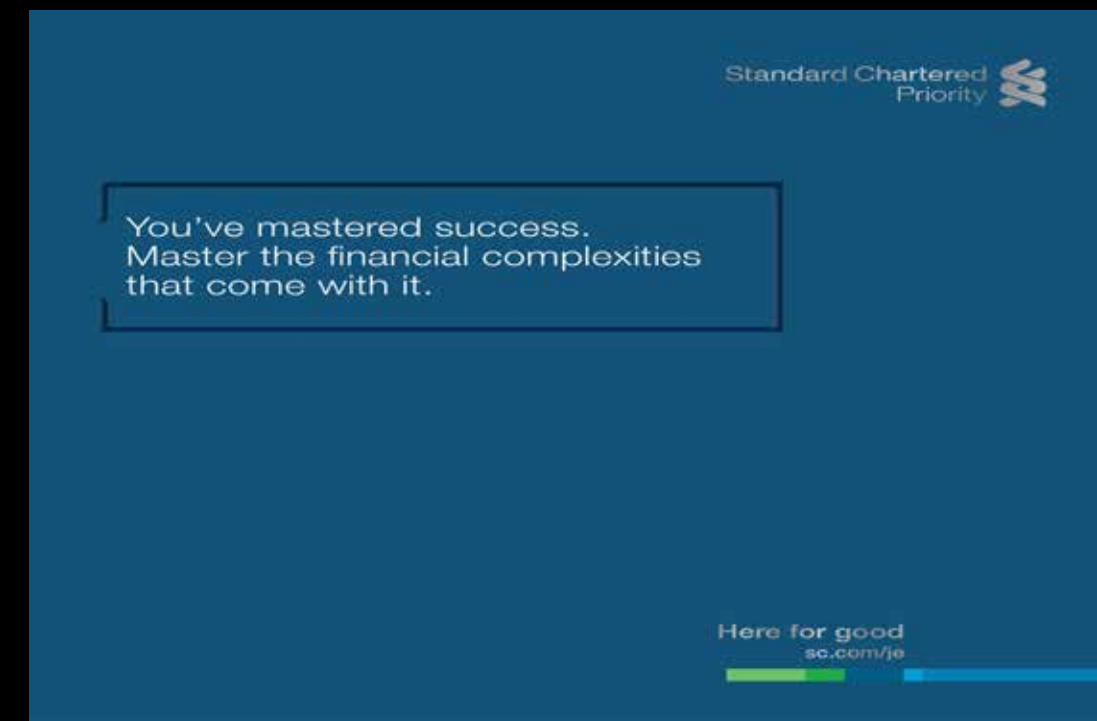 Standard Chartered
Priority
You've mastered success.
Master the financial complexities
that come with it.
Here for good
sc.com/je